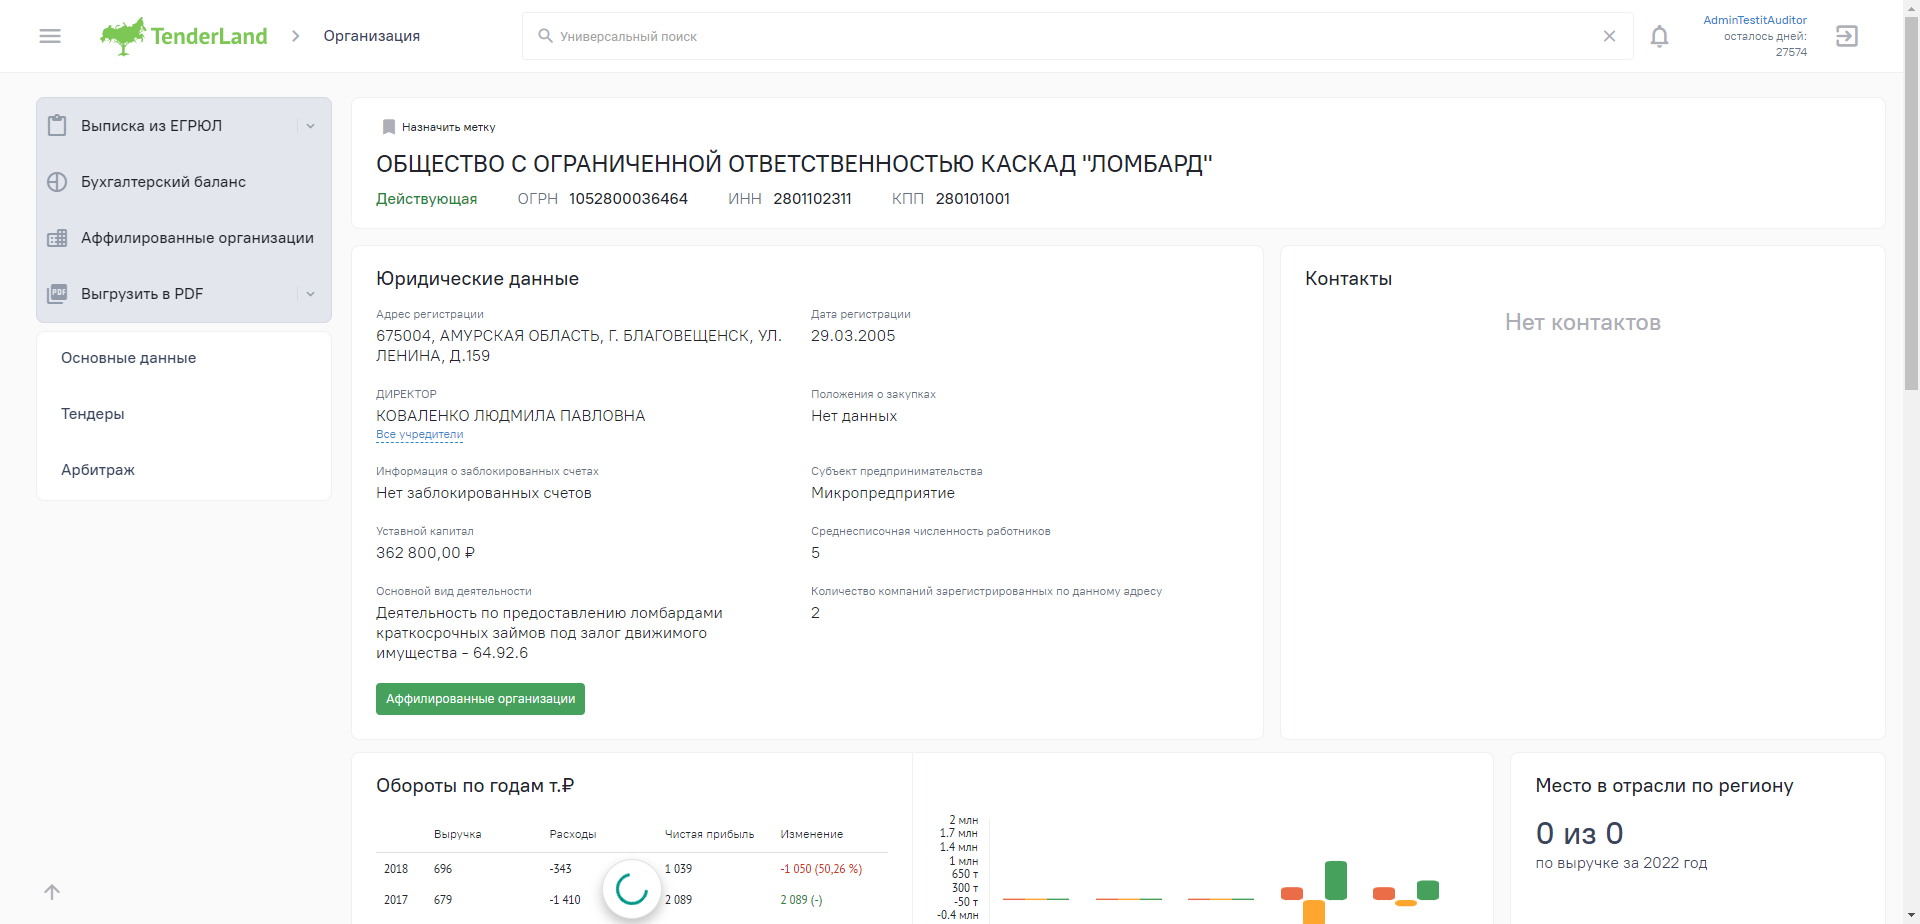 TenderLand
Организация
Универсальный поиск
AdminTestitAuditor
осталось дней:
27574
Выписка из ЕГРЮЛ
Бухгалтерский баланс
Аффилированные организации
Выгрузить в PDF
Основные данные
Тендеры
Арбитраж
Назначить метку
ОБЩЕСТВО С ОГРАНИЧЕННОЙ ОТВЕТСТВЕННОСТЬЮ КАСКАД "ЛОМБАРД"
Действующая ОГРН 1052800036464 ИНН 2801102311 КПП 280101001
Юридические данные
Адрес регистрации
675004, АМУРСКАЯ ОБЛАСТЬ, Г. БЛАГОВЕЩЕНСК, УЛ.
ЛЕНИНА, Д.159
Дата регистрации
29.03.2005
ДИРЕКТОР
КОВАЛЕНКО ЛЮДМИЛА ПАВЛОВНА
Все учредители
Положения о закупках
Нет данных
Информация о заблокированных счетах
Нет заблокированных счетов
Субъект предпринимательства
Микропредприятие
Уставной капитал
362 800,00 ₽
Среднесписочная численность работников
5
Основной вид деятельности
Деятельность по предоставлению ломбардами
краткосрочных займов под залог движимого
имущества - 64.92.6
Количество компаний зарегистрированных по данному адресу
2
Аффилированные организации
Контакты
Нет контактов
Обороты по годам т.₽
Выручка Расходы Чистая прибыль Изменение
2018 696 -343 1 039 -1 050 (50,26 %)
2017 679 -1 410 2 089 2 089 (-)
2 млн
1.7 млн
1.4 млн
1 млн
650 т
300 т
-50 т
-0.4 млн
Место в отрасли по региону
0 из 0
по выручке за 2022 год